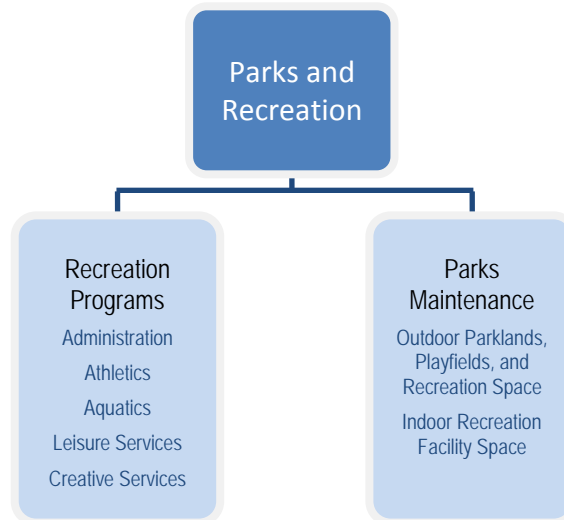 Parks and
Recreation
Recreation
Programs
Administration
Athletics
Aquatics
Leisure Services
Creative Services
Parks
Maintenance
Outdoor Parklands,
Playfields, and
Recreation Space
Indoor Recreation
Facility Space